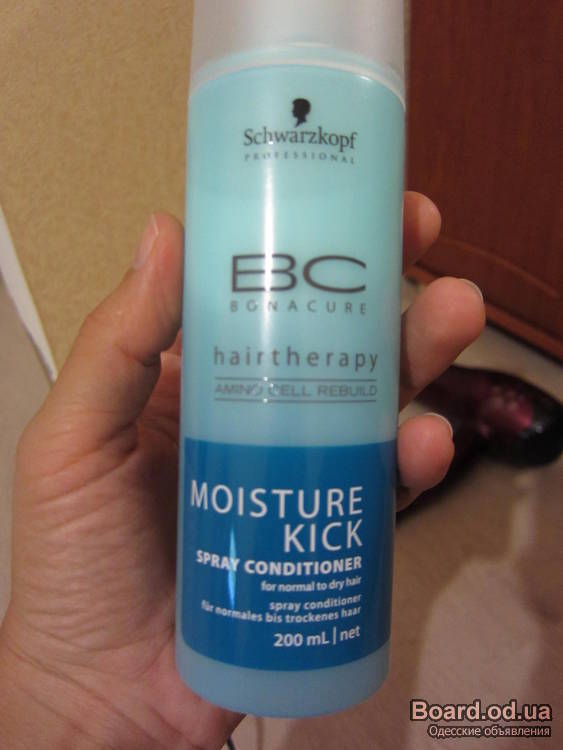 Schwarzkopf
PROFESSIONAL
BC
BONACURE
hairtherapy
AMINO CELL REBUILD
MOISTURE
KICK
SPRAY CONDITIONER
for normal to dry hair
spray conditioner
für normales bis trockenes haar
200 mL | net
Board.od.ua
Одесские объявления